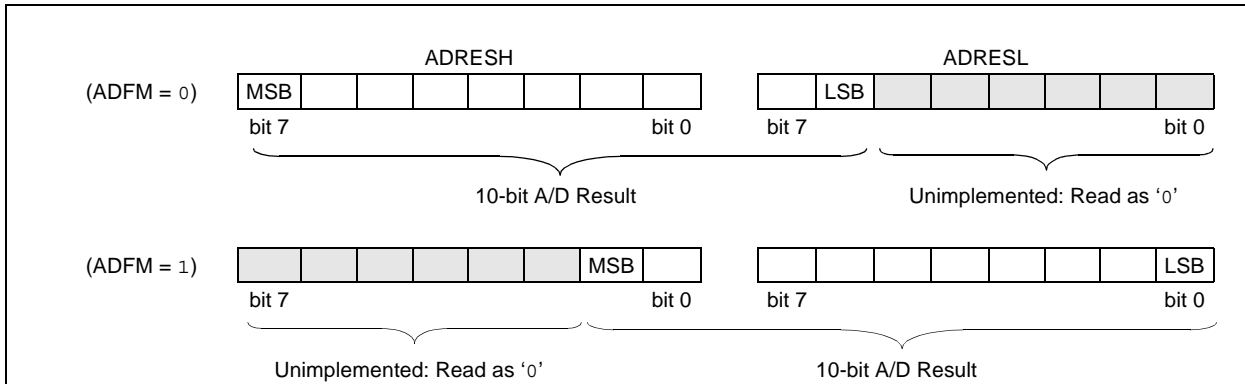 ADRESH ADRESL
(ADFM = 0) MSB LSB
bit 7 bit 0 bit 7 bit 0
10-bit A/D Result Unimplemented: Read as ‘0’
(ADFM = 1) MSB LSB
bit 7 bit 0 bit 7 bit 0
Unimplemented: Read as ‘0’ 10-bit A/D Result